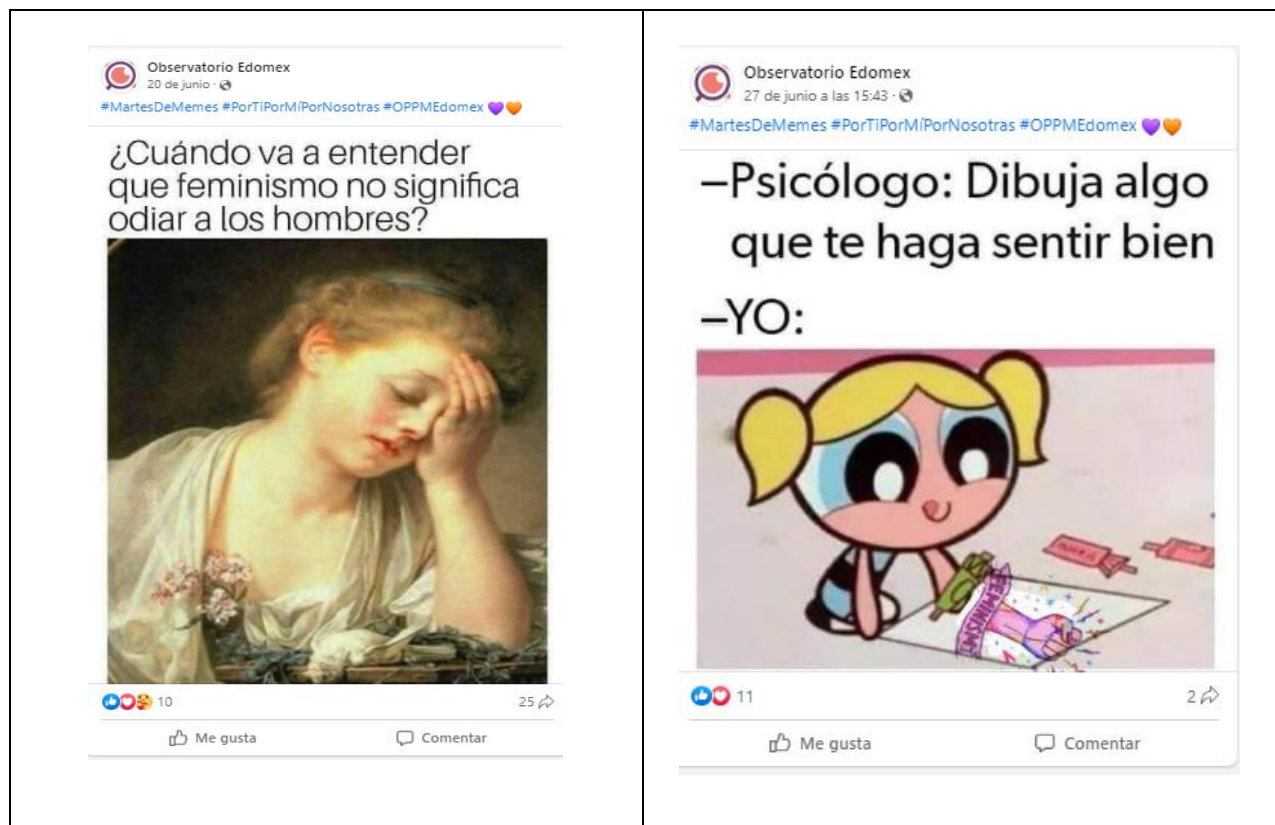 Observatorio Edomex
20 de junio ·
#MartesDeMemes #PorTiPorMíPorNosotras #OPPMEdomex 💜🧡
¿Cuándo va a entender
que feminismo no significa
odiar a los hombres?
10
25
Me gusta
Comentar
Observatorio Edomex
27 de junio a las 15:43 ·
#MartesDeMemes #PorTiPorMíPorNosotras #OPPMEdomex 💜🧡
–Psicólogo: Dibuja algo
que te haga sentir bien
–YO:
11
2
Me gusta
Comentar